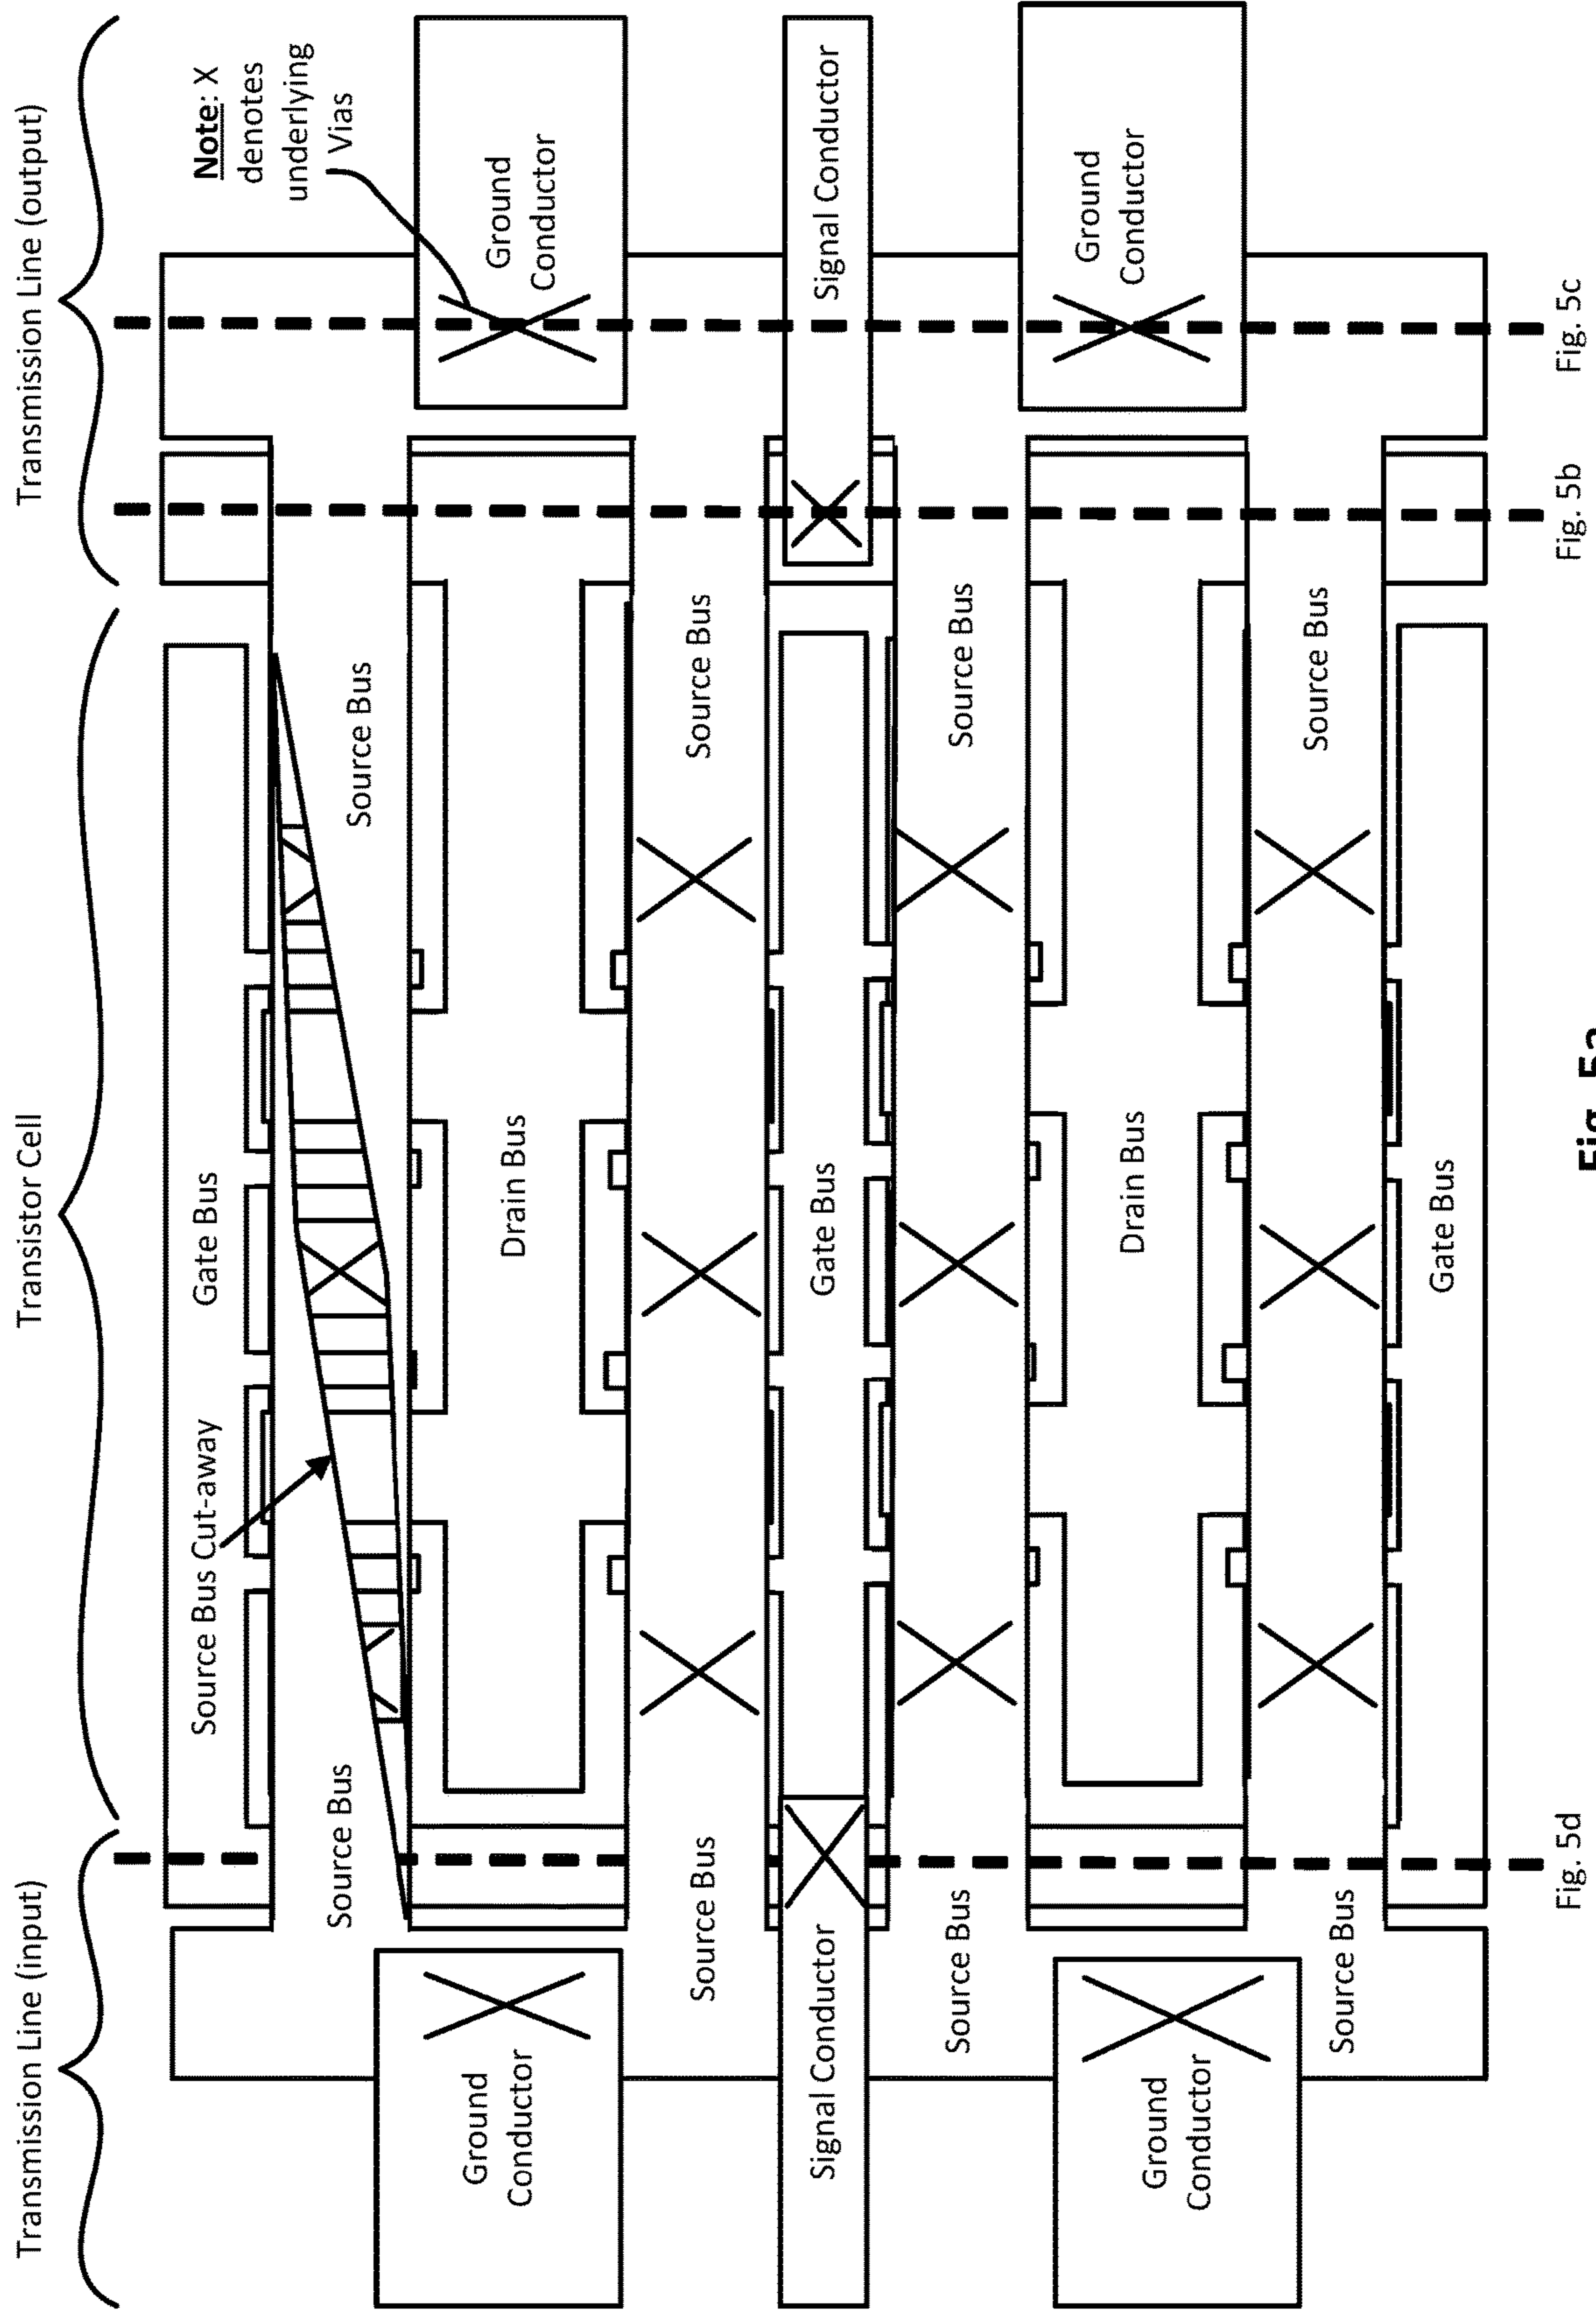 Transmission Line (input)
Transistor Cell
Transmission Line (output)
Note: X
denotes
underlying
Vias
Source Bus Cut-away
Gate Bus
Source Bus
Source Bus
Ground
Conductor
Drain Bus
Ground
Conductor
Source Bus
Source Bus
Signal Conductor
Gate Bus
Signal Conductor
Source Bus
Source Bus
Ground
Conductor
Drain Bus
Ground
Conductor
Source Bus
Source Bus
Gate Bus
Fig. 5d
Fig. 5b
Fig. 5c
Fig. 5a